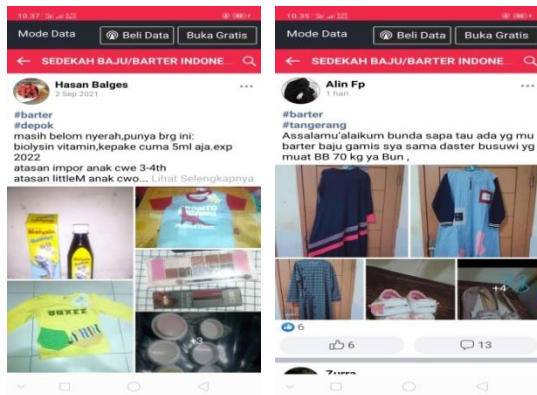 10.37
Mode Data
Beli Data
Buka Gratis
SEDEKAH BAJU/BARTER INDONE...
Hasan Balges
2 Sep 2021
#barter
#depok
masih belom nyerah,punya brg ini:
biolysin vitamin,kepake cuma 5ml aja.exp
2022
atasan impor anak cwe 3-4th
atasan littleM anak cwo... Lihat Selengkapnya
+3
10.35
Mode Data
Beli Data
Buka Gratis
SEDEKAH BAJU/BARTER INDONE...
Alin Fp
1 hari
#barter
#tangerang
Assalamu'alaikum bunda sapa tau ada yg mu
barter baju gamis sya sama daster busuwi yg
muat BB 70 kg ya Bun ,
+4
6
6
13
Zurra